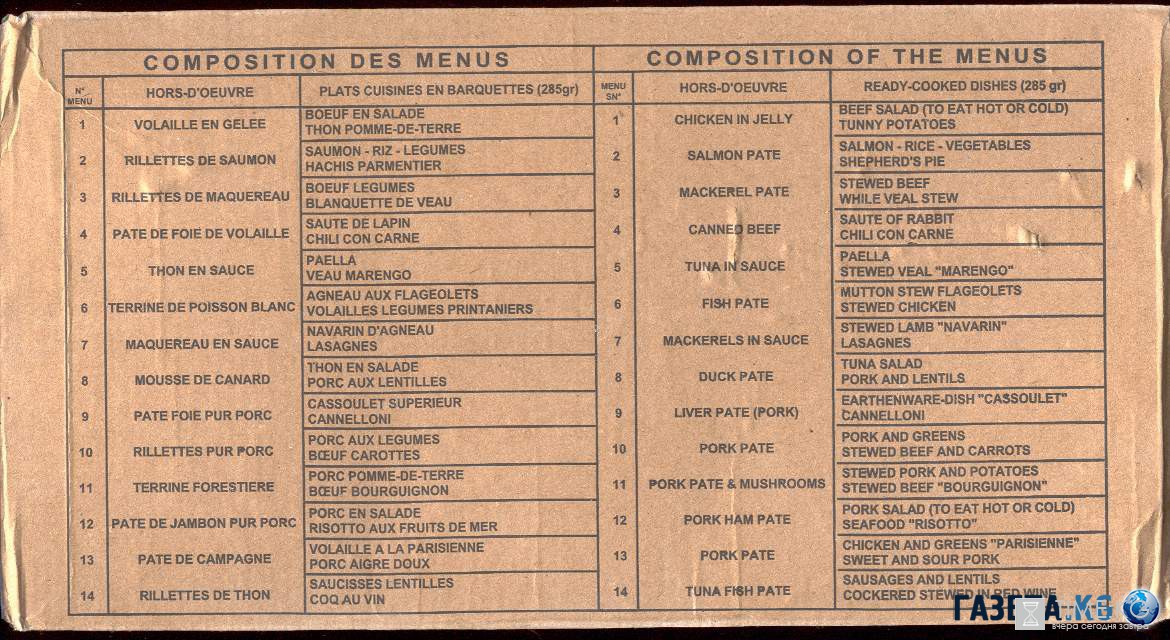 COMPOSITION DES MENUS
N° MENU
HORS-D'OEUVRE
PLATS CUISINES EN BARQUETTES (285gr)
1
VOLAILLE EN GELEE
BOEUF EN SALADE
THON POMME-DE-TERRE
2
RILLETTES DE SAUMON
SAUMON - RIZ - LEGUMES
HACHIS PARMENTIER
3
RILLETTES DE MAQUEREAU
BOEUF LEGUMES
BLANQUETTE DE VEAU
4
PATE DE FOIE DE VOLAILLE
SAUTE DE LAPIN
CHILI CON CARNE
5
THON EN SAUCE
PAELLA
VEAU MARENGO
6
TERRINE DE POISSON BLANC
AGNEAU AUX FLAGEOLETS
VOLAILLES LEGUMES PRINTANIERS
7
MAQUEREAU EN SAUCE
NAVARIN D'AGNEAU
LASAGNES
8
MOUSSE DE CANARD
THON EN SALADE
PORC AUX LENTILLES
9
PATE FOIE PUR PORC
CASSOULET SUPERIEUR
CANNELLONI
10
RILLETTES PUR PORC
PORC AUX LEGUMES
BŒUF CAROTTES
11
TERRINE FORESTIERE
PORC POMME-DE-TERRE
BŒUF BOURGUIGNON
12
PATE DE JAMBON PUR PORC
PORC EN SALADE
RISOTTO AUX FRUITS DE MER
13
PATE DE CAMPAGNE
VOLAILLE A LA PARISIENNE
PORC AIGRE DOUX
14
RILLETTES DE THON
SAUCISSES LENTILLES
COQ AU VIN
COMPOSITION OF THE MENUS
MENU
SN°
HORS-D'OEUVRE
READY-COOKED DISHES (285 gr)
1
CHICKEN IN JELLY
BEEF SALAD (TO EAT HOT OR COLD)
TUNNY POTATOES
2
SALMON PATE
SALMON - RICE - VEGETABLES
SHEPHERD'S PIE
3
MACKEREL PATE
STEWED BEEF
WHILE VEAL STEW
4
CANNED BEEF
SAUTE OF RABBIT
CHILI CON CARNE
5
TUNA IN SAUCE
PAELLA
STEWED VEAL "MARENGO"
6
FISH PATE
MUTTON STEW FLAGEOLETS
STEWED CHICKEN
7
MACKERELS IN SAUCE
STEWED LAMB "NAVARIN"
LASAGNES
8
DUCK PATE
TUNA SALAD
PORK AND LENTILS
9
LIVER PATE (PORK)
EARTHENWARE-DISH "CASSOULET"
CANNELLONI
10
PORK PATE
PORK AND GREENS
STEWED BEEF AND CARROTS
11
PORK PATE & MUSHROOMS
STEWED PORK AND POTATOES
STEWED BEEF "BOURGUIGNON"
12
PORK HAM PATE
PORK SALAD (TO EAT HOT OR COLD)
SEAFOOD "RISOTTO"
13
PORK PATE
CHICKEN AND GREENS "PARISIENNE"
SWEET AND SOUR PORK
14
TUNA FISH PATE
SAUSAGES AND LENTILS
COCKERED STEWED IN RED WINE
ГАЗЕТА.KG
вчера сегодня завтра